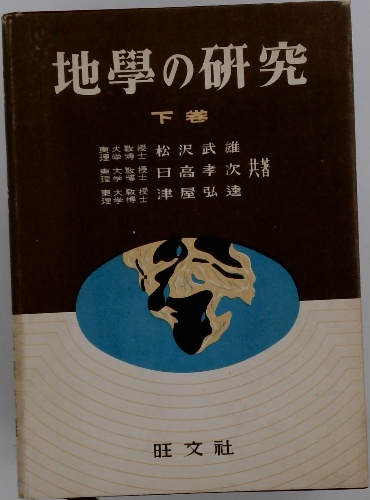 地學の研究
下巻
東大教授 理学博士 松沢武雄
東大教授 理学博士 日高孝次 共著
東大教授 理学博士 津屋弘逵
旺文社